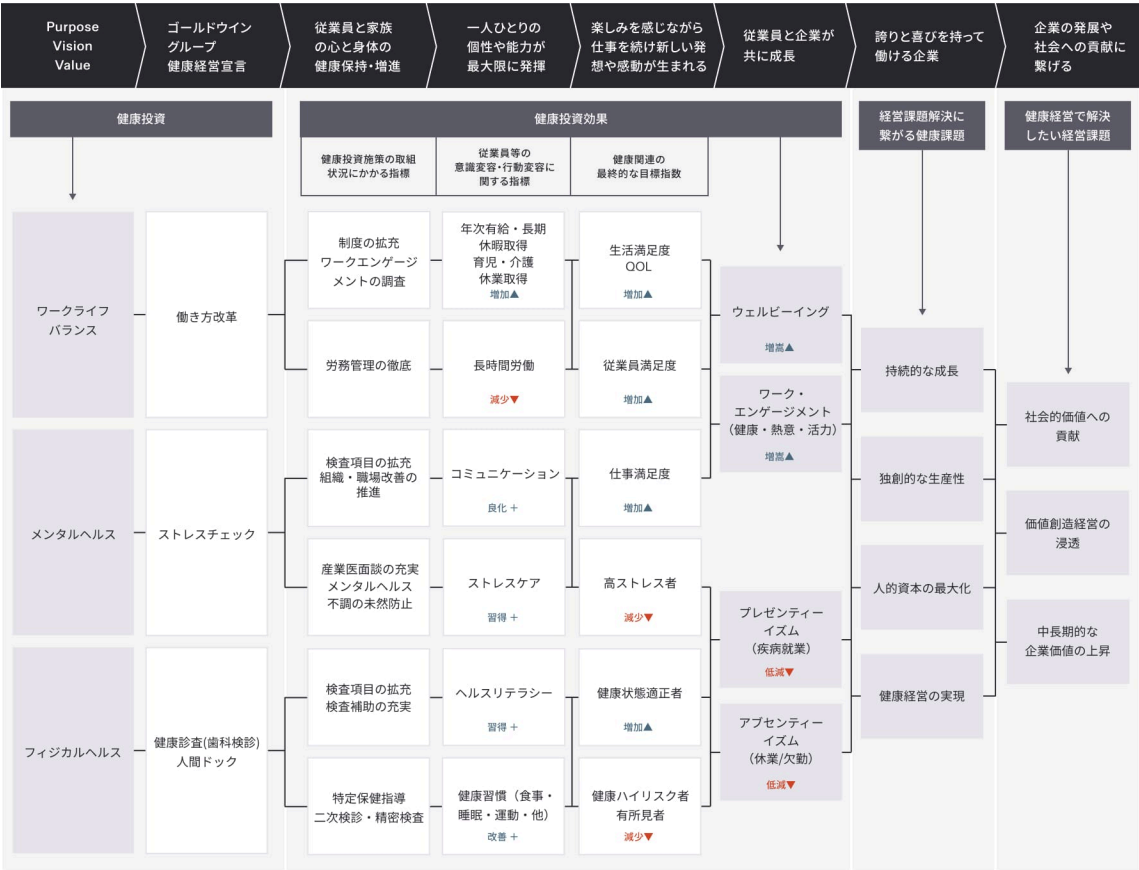 Purpose
Vision
Value
ゴールドウイン
グループ
健康経営宣言
従業員と家族
の心と身体の
健康保持・増進
一人ひとりの
個性や能力が
最大限に発揮
楽しみを感じながら
仕事を続け新しい発
想や感動が生まれる
従業員と企業が
共に成長
誇りと喜びを持って
働ける企業
企業の発展や
社会への貢献に
繋げる
健康投資
健康投資効果
経営課題解決に
繋がる健康課題
健康経営で解決
したい経営課題
健康投資施策の取組
状況にかかる指標
従業員等の
意識変容・行動変容に
関する指標
健康関連の
最終的な目標指数
ワークライフ
バランス
働き方改革
制度の拡充
ワークエンゲージ
メントの調査
年次有給・長期
休暇取得
育児・介護
休業取得
増加▲
生活満足度
QOL
増加▲
労務管理の徹底
長時間労働
減少▼
従業員満足度
増加▲
メンタルヘルス
ストレスチェック
検査項目の拡充
組織・職場改善の
推進
コミュニケーション
良化 +
仕事満足度
増加▲
産業医面談の充実
メンタルヘルス
不調の未然防止
ストレスケア
習得 +
高ストレス者
減少▼
フィジカルヘルス
健康診査(歯科検診)
人間ドック
検査項目の拡充
検査補助の充実
ヘルスリテラシー
習得 +
健康状態適正者
増加▲
特定保健指導
二次検診・精密検査
健康習慣（食事・
睡眠・運動・他）
改善 +
健康ハイリスク者
有所見者
減少▼
ウェルビーイング
増嵩▲
ワーク・
エンゲージメント
（健康・熱意・活力）
増嵩▲
プレゼンティー
イズム
（疾病就業）
低減▼
アブセンティー
イズム
（休業/欠勤）
低減▼
持続的な成長
独創的な生産性
人的資本の最大化
健康経営の実現
社会的価値への
貢献
価値創造経営の
浸透
中長期的な
企業価値の上昇